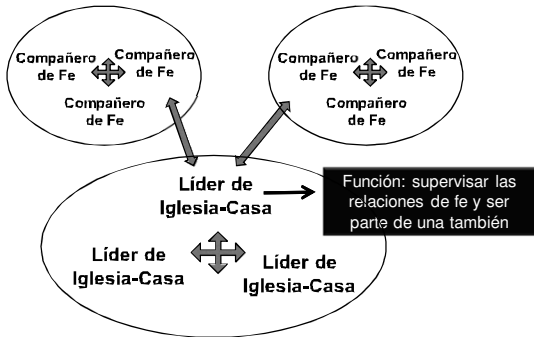 Compañero
de Fe
Compañero
de Fe
Compañero
de Fe
Compañero
de Fe
Compañero
de Fe
Compañero
de Fe
Líder de
Iglesia-Casa
Función: supervisar las
relaciones de fe y ser
parte de una también
Líder de
Iglesia-Casa
Líder de
Iglesia-Casa